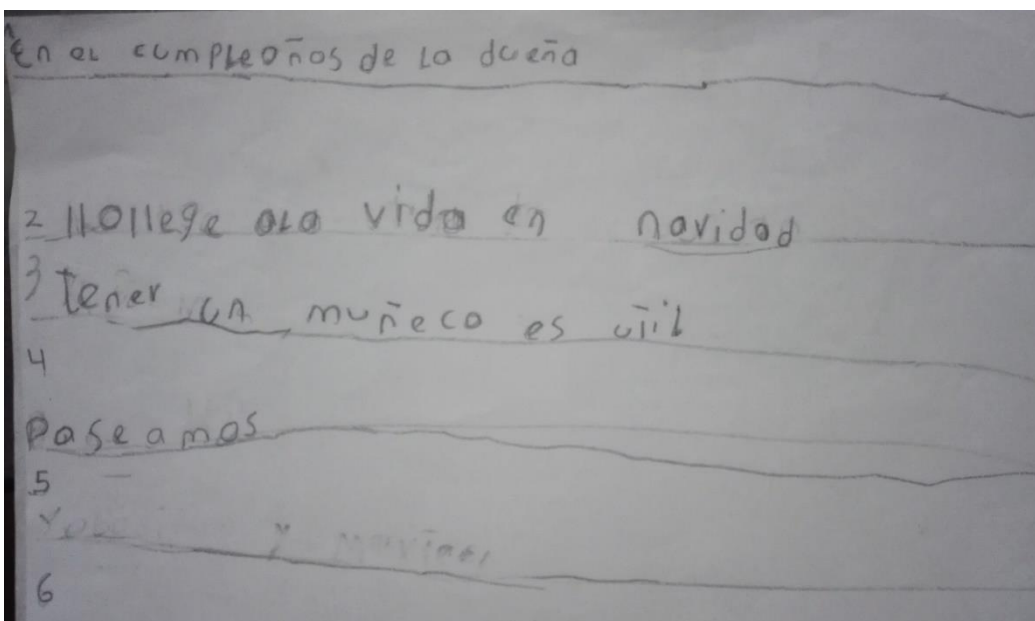 En el cumpleaños de la dueña
2 llollege ala vida en navidad
3 tener un muñeco es útil
4
Paseamos
5
y
6